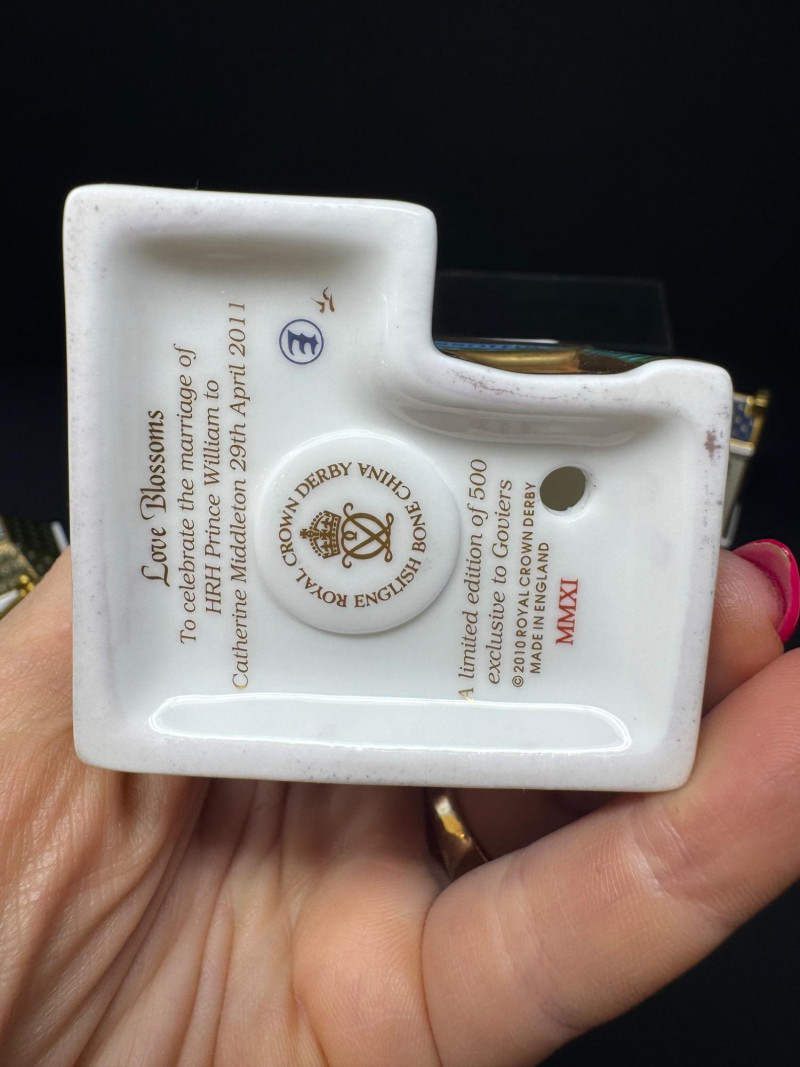 Love Blossoms
To celebrate the marriage of
HRH Prince William to
Catherine Middleton 29th April 2011
E
ROYAL CROWN DERBY
ENGLISH BONE CHINA
A limited edition of 500
exclusive to Goviers
©2010 ROYAL CROWN DERBY
MADE IN ENGLAND
MMXI